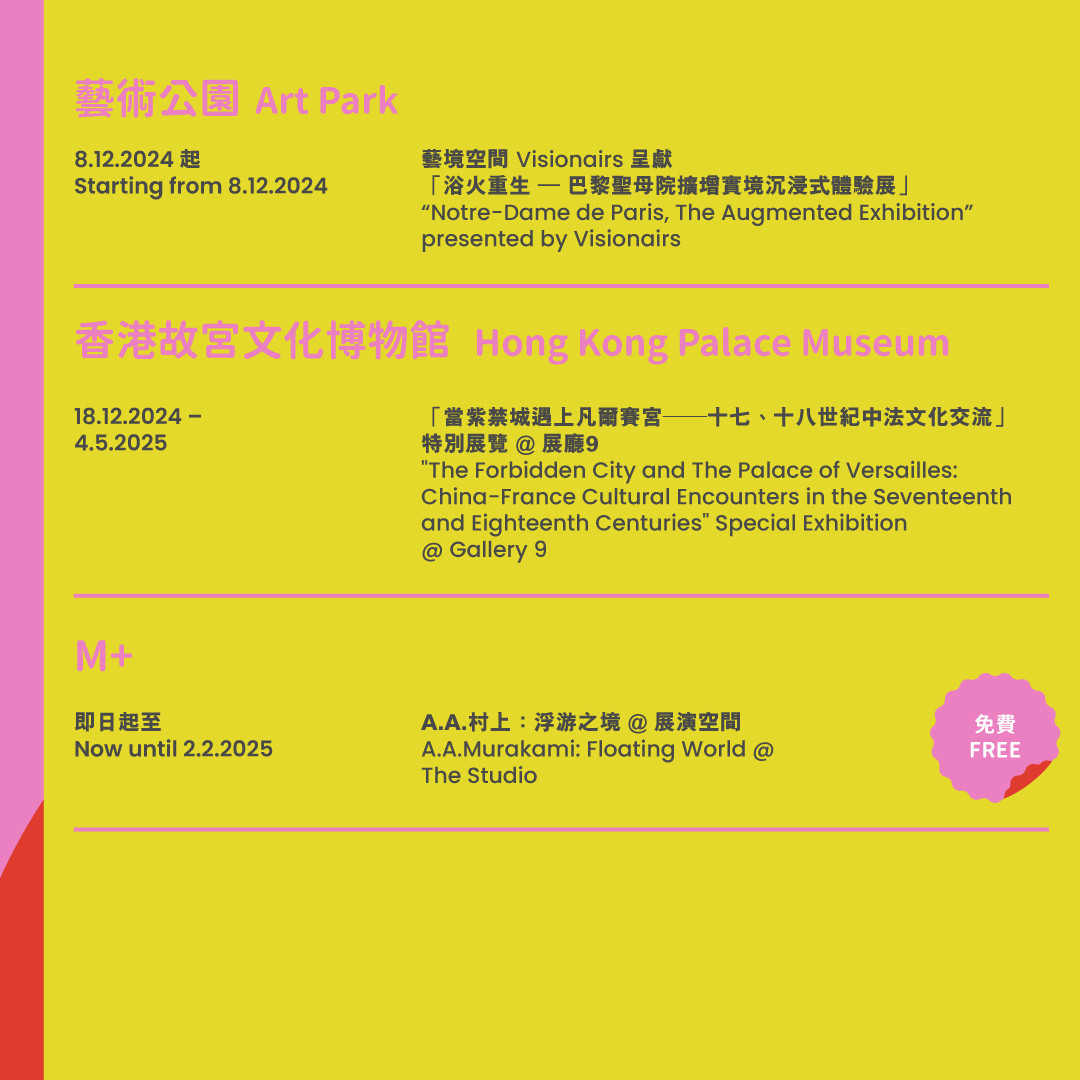 藝術公園 Art Park
8.12.2024 起
Starting from 8.12.2024
藝境空間 Visionairs 呈獻
「浴火重生 — 巴黎聖母院擴增實境沉浸式體驗展」
“Notre-Dame de Paris, The Augmented Exhibition”
presented by Visionairs
香港故宮文化博物館 Hong Kong Palace Museum
18.12.2024 –
4.5.2025
「當紫禁城遇上凡爾賽宮——十七、十八世紀中法文化交流」
特別展覽 @ 展廳9
"The Forbidden City and The Palace of Versailles:
China-France Cultural Encounters in the Seventeenth
and Eighteenth Centuries" Special Exhibition
@ Gallery 9
M+
即日起至
Now until 2.2.2025
A.A.村上：浮游之境 @ 展演空間
A.A.Murakami: Floating World @
The Studio
免費
FREE